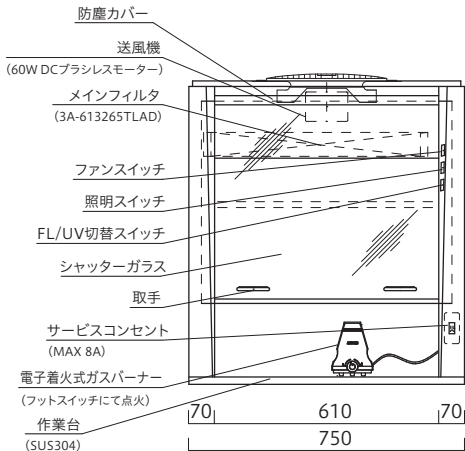 防塵カバー
送風機
(60W DCブラシレスモーター)
メインフィルタ
(3A-613265TLAD)
ファンスイッチ
照明スイッチ
FL/UV切替スイッチ
シャッターガラス
取手
サービスコンセント
(MAX 8A)
電子着火式ガスバーナー
(フットスイッチにて点火)
作業台
(SUS304)
70 610 70
750